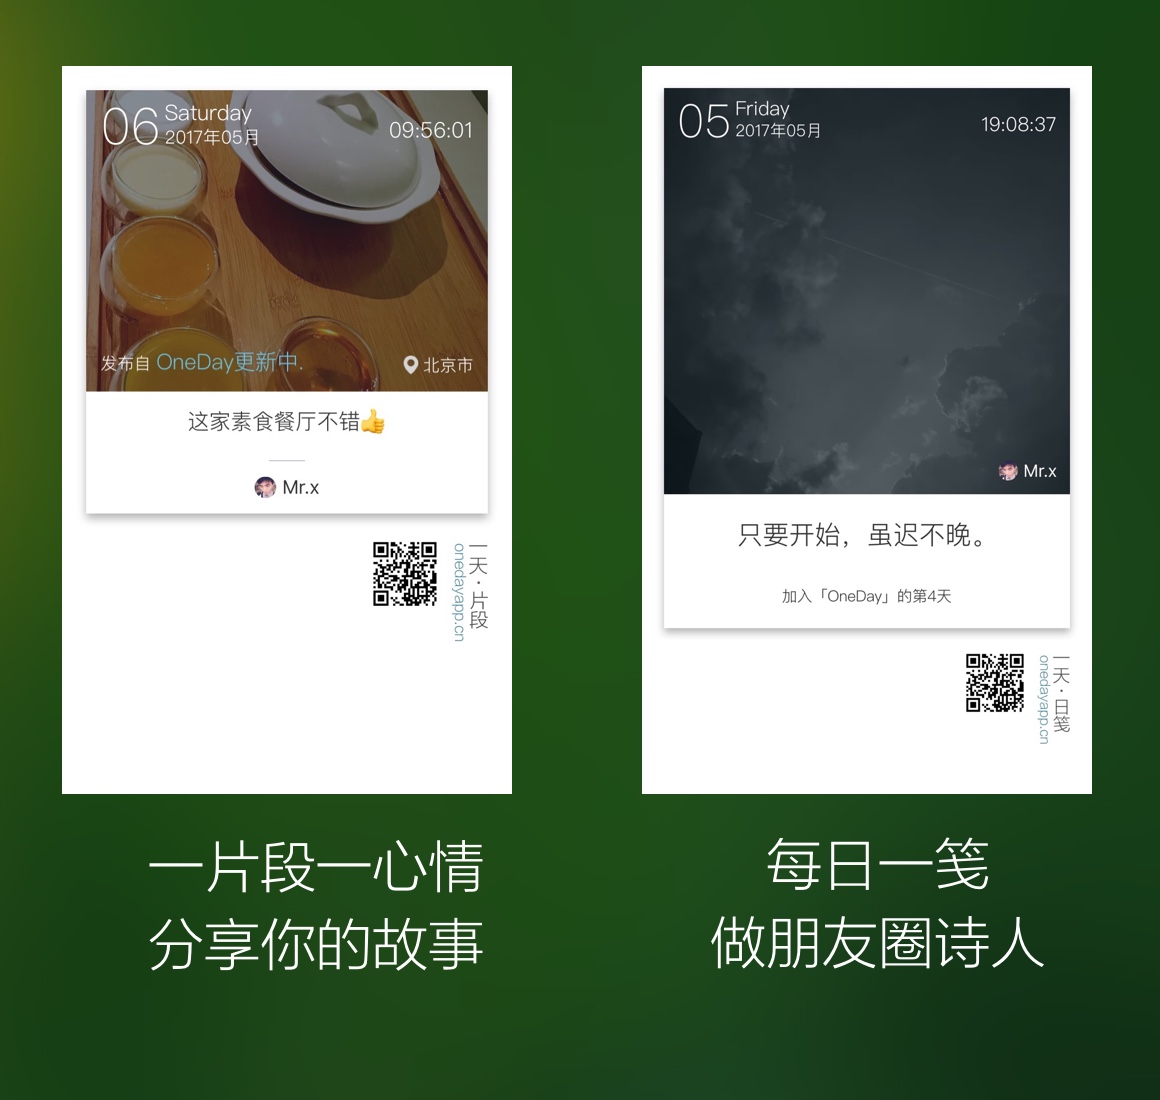 06
Saturday
2017年05月
09:56:01
发布自 OneDay更新中.
北京市
这家素食餐厅不错👍
Mr.x
一天·片段
onedayapp.cn
一片段一心情
分享你的故事
05
Friday
2017年05月
19:08:37
Mr.x
只要开始，虽迟不晚。
加入「OneDay」的第4天
一天·日笺
onedayapp.cn
每日一笺
做朋友圈诗人